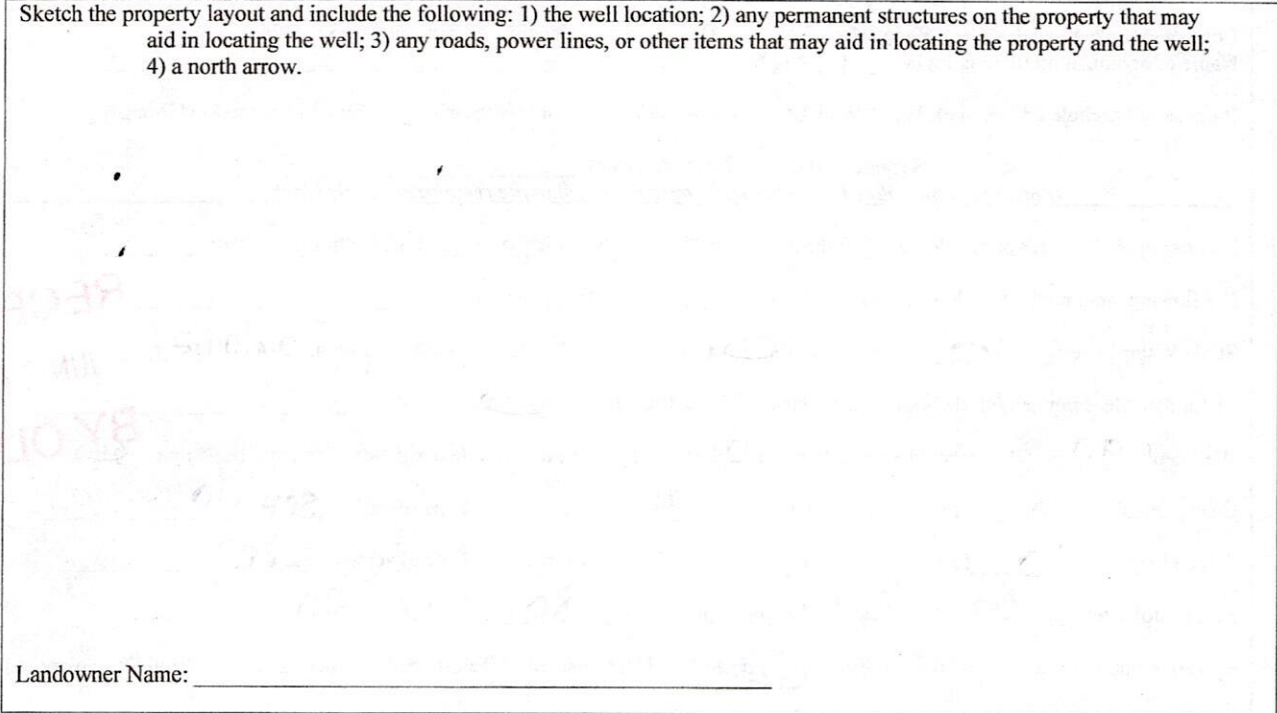 Sketch the property layout and include the following: 1) the well location; 2) any permanent structures on the property that may
aid in locating the well; 3) any roads, power lines, or other items that may aid in locating the property and the well;
4) a north arrow.
Landowner Name: